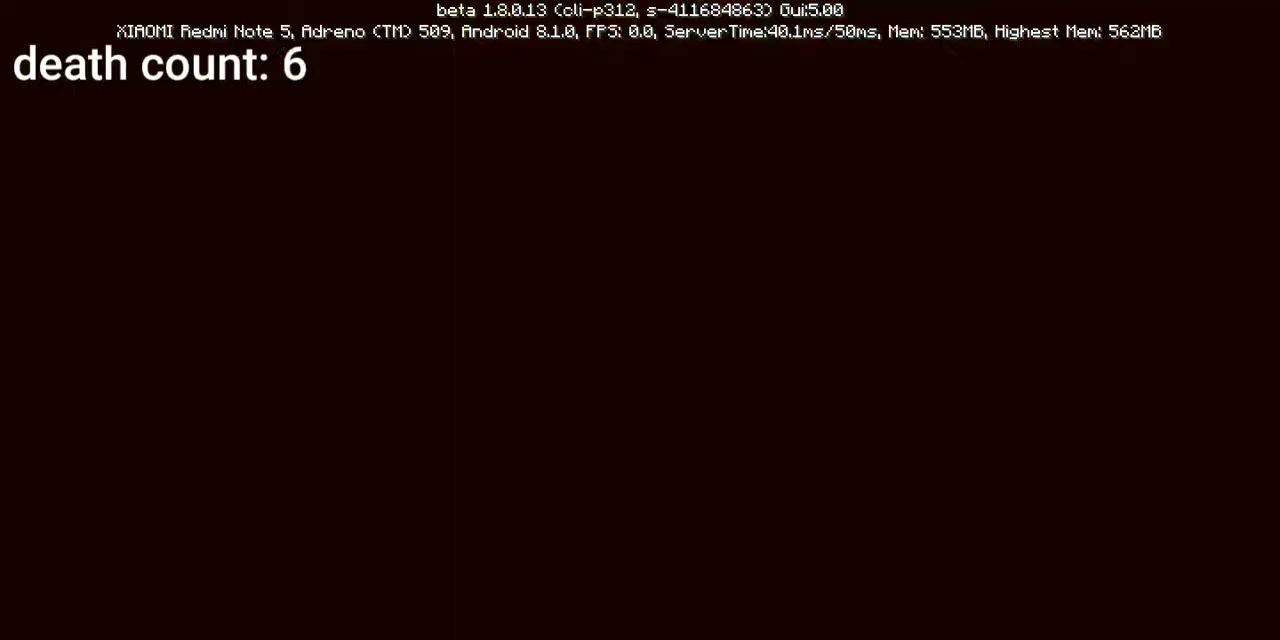 beta 1.8.0.13 (cli-p312, s-411684863) Gui:5.00
XIAOMI Redmi Note 5, Adreno (TM) 509, Android 8.1.0, FPS: 0.0, ServerTime:40.1ms/50ms, Mem: 553MB, Highest Mem: 562MB
death count: 6